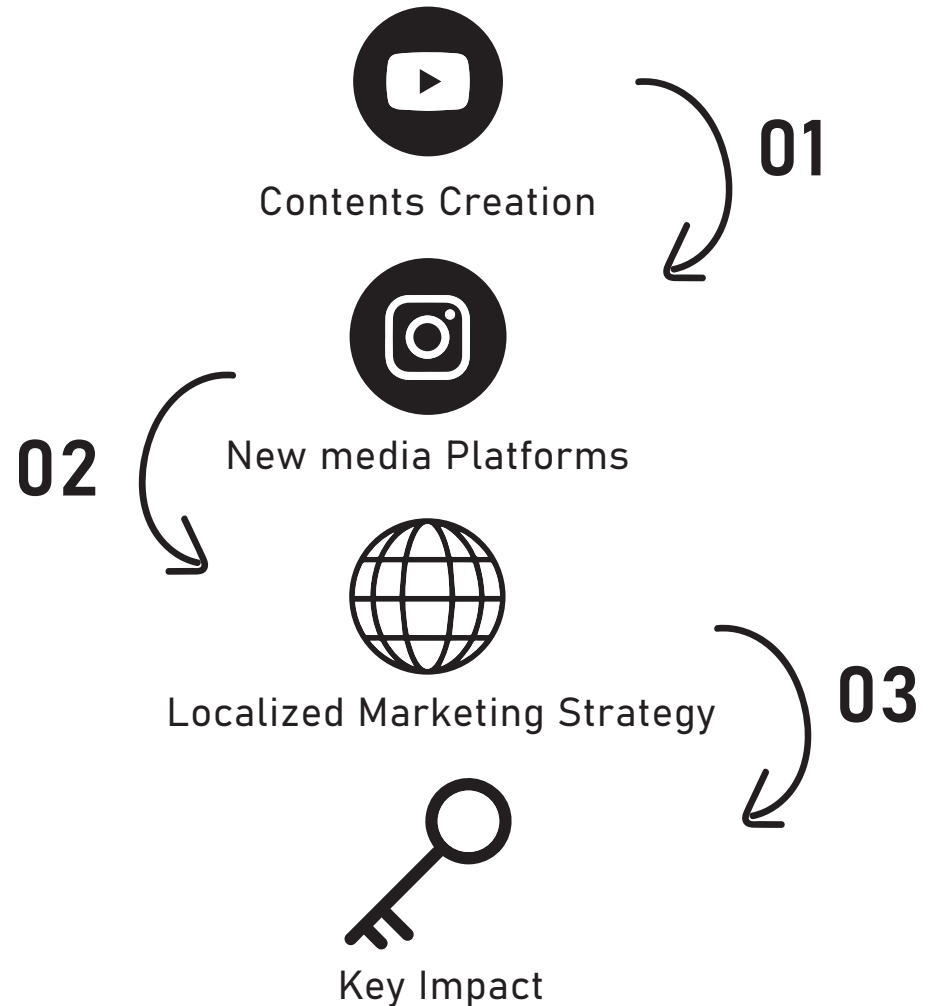 01
Contents Creation
02
New media Platforms
Localized Marketing Strategy
03
Key Impact